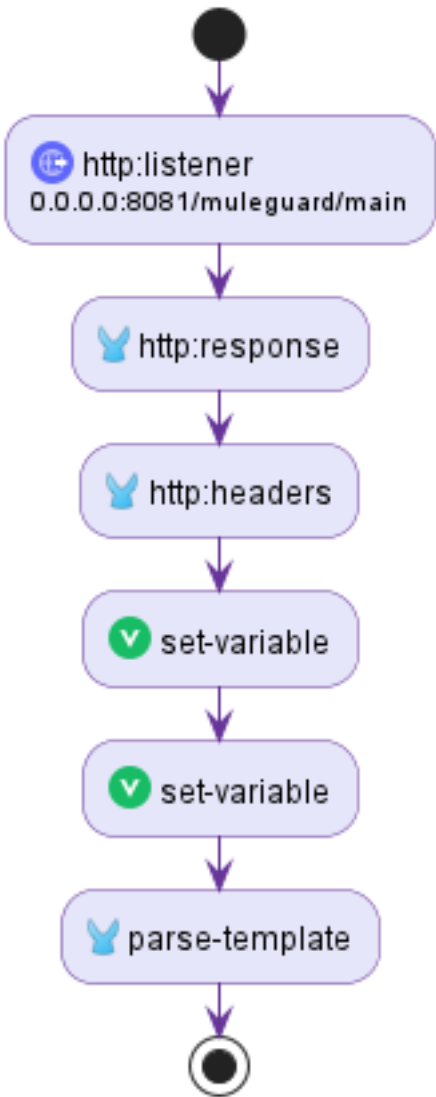 http:listener
0.0.0.0:8081/muleguard/main
http:response
http:headers
set-variable
set-variable
parse-template